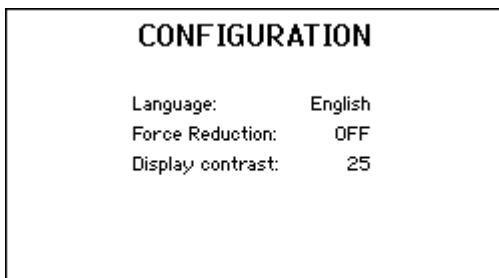 CONFIGURATION
Language: English
Force Reduction: OFF
Display contrast: 25